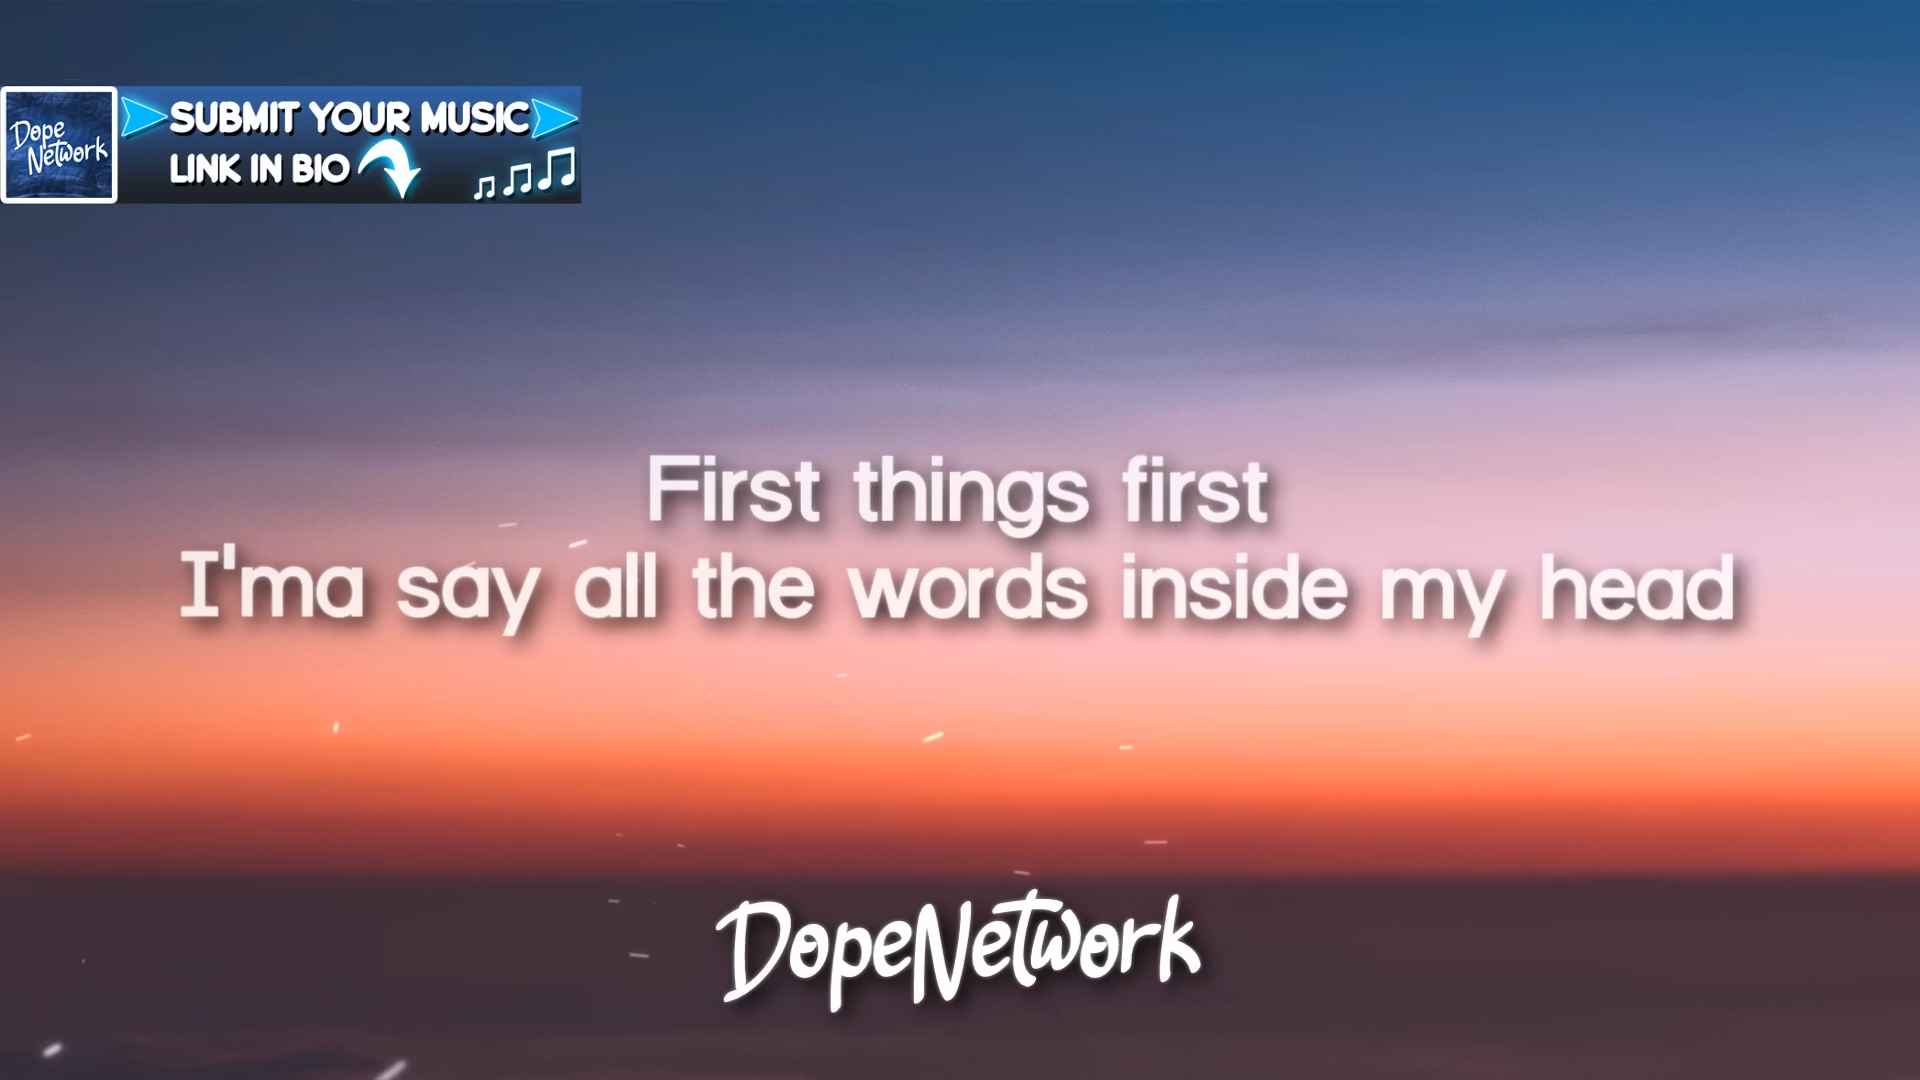 Dope
Network
SUBMIT YOUR MUSIC
LINK IN BIO
First things first
I'ma say all the words inside my head
DopeNetwork